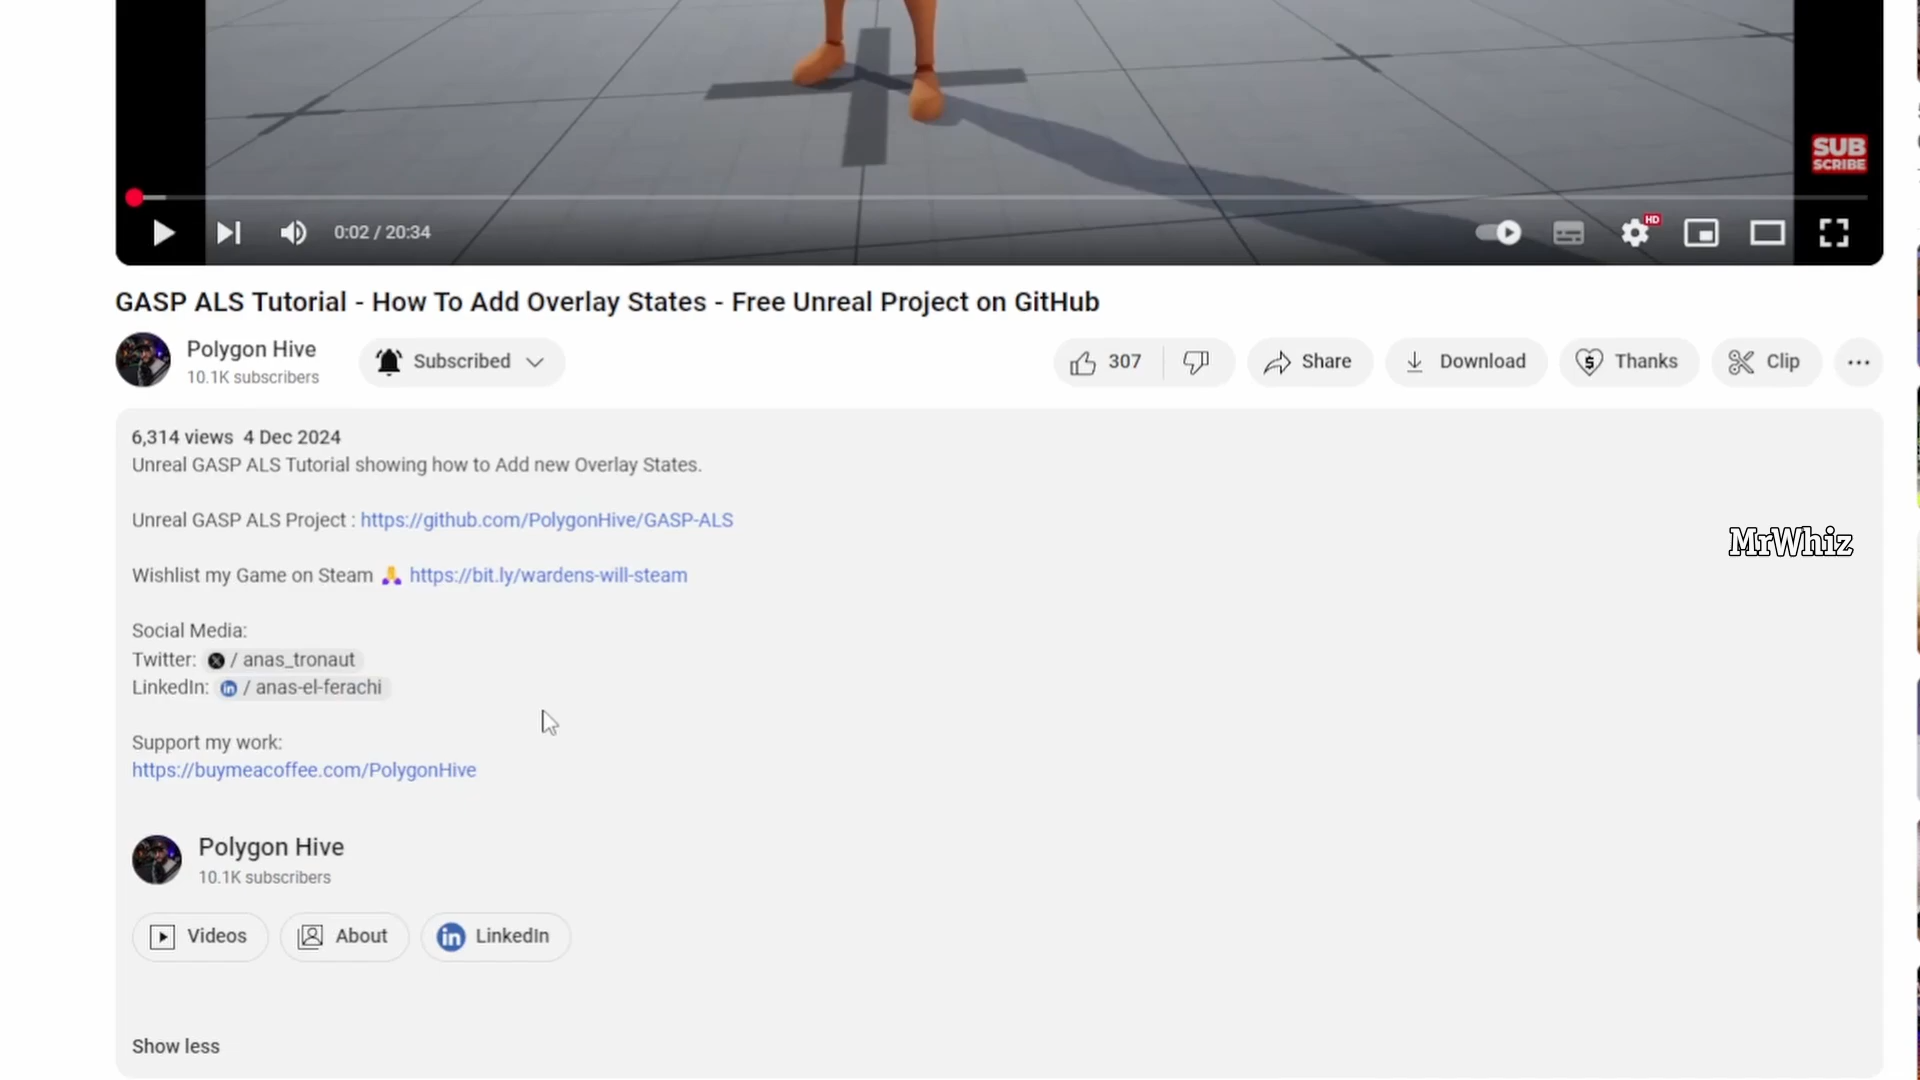 SUB
SCRIBE
0:02 / 20:34
HD
GASP ALS Tutorial - How To Add Overlay States - Free Unreal Project on GitHub
Polygon Hive
10.1K subscribers
Subscribed
307
Share
Download
Thanks
Clip
6,314 views 4 Dec 2024
Unreal GASP ALS Tutorial showing how to Add new Overlay States.
Unreal GASP ALS Project : https://github.com/PolygonHive/GASP-ALS
MrWhiz
Wishlist my Game on Steam 🙏 https://bit.ly/wardens-will-steam
Social Media:
Twitter: / anas_tronaut
LinkedIn: in / anas-el-ferachi
Support my work:
https://buymeacoffee.com/PolygonHive
Polygon Hive
10.1K subscribers
Videos
About
in LinkedIn
Show less